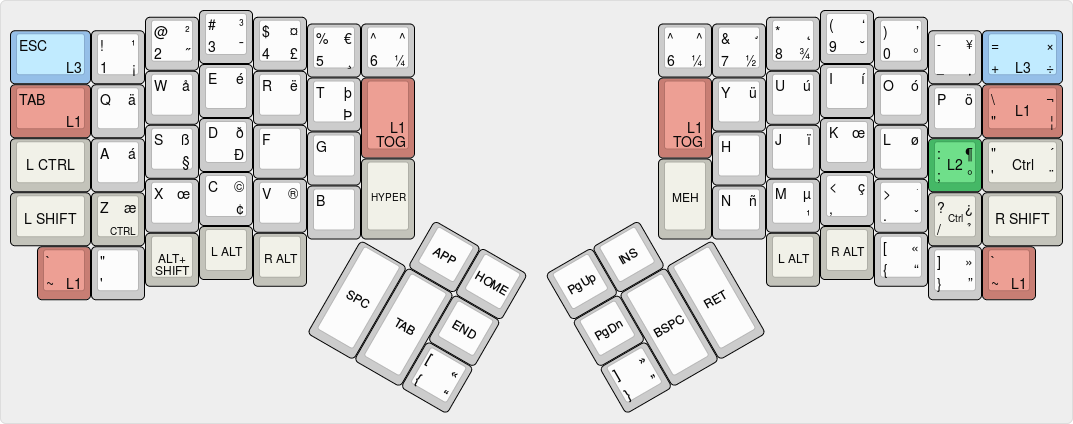 ESC L3
! ¹
1 ¡
@ ²
2 ˝
# ³
3 ¯
$ ¤
4 £
% €
5 ¸
^ ^
6 ¼
TAB L1
Q ä
W å
E é
R ë
T þ
Þ
L1
TOG
L CTRL
A á
S ß
§
D ð
Đ
F
G
L SHIFT
Z æ
CTRL
X œ
C ©
¢
V ®
B
HYPER
` 
~ L1
"
'
ALT+
SHIFT
L ALT
R ALT
APP
HOME
SPC
TAB
END
[ «
{ “
^ ^
6 ¼
& ˛
7 ½
* ˛
8 ¾
( ‘
9 ˘
) ’
0 °
- ¥
_ ̣
= ×
+ L3 ÷
L1
TOG
Y ü
U ú
I í
O ó
P ö
\ ¬
L1
" ¦
H
J ï
K œ
L ø
: ¶
L2
; °
" ´
Ctrl
' ¨
MEH
N ñ
M µ
¹
< ç
,
> ˙
. ˇ
? ¿
Ctrl
/
R SHIFT
L ALT
R ALT
[ «
{ “
] »
} ”
`
~ L1
PgUp
INS
PgDn
BSPC
RET
] »
} ”